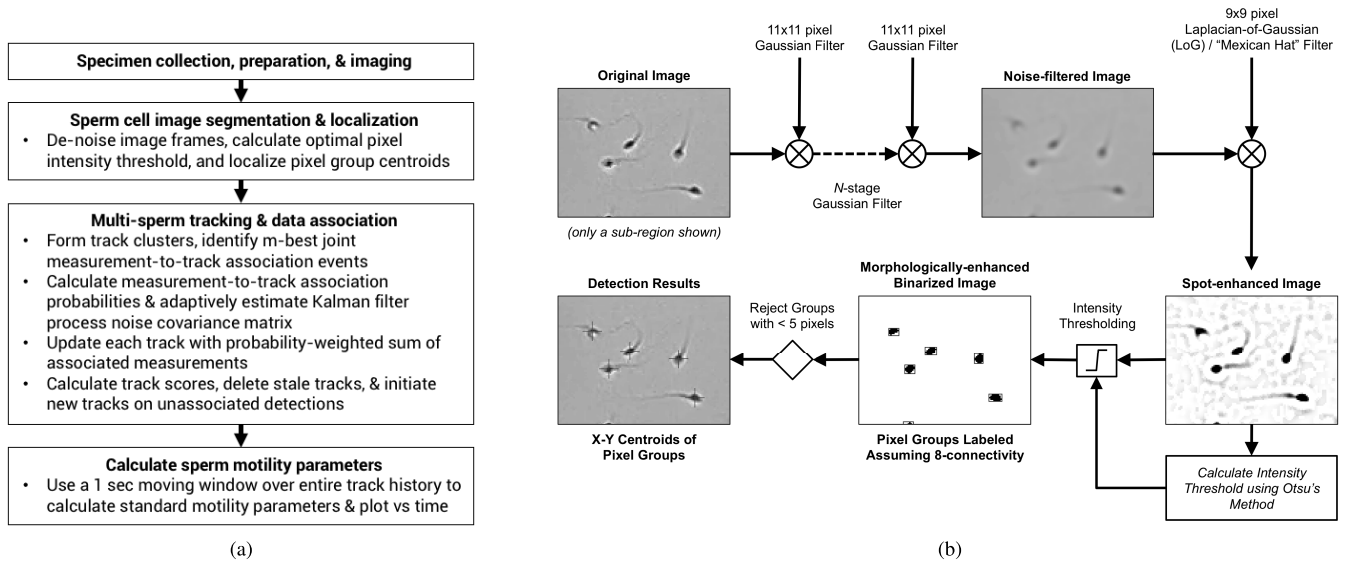 Specimen collection, preparation, & imaging
Sperm cell image segmentation & localization
• De-noise image frames, calculate optimal pixel
intensity threshold, and localize pixel group centroids
Multi-sperm tracking & data association
• Form track clusters, identify m-best joint
measurement-to-track association events
• Calculate measurement-to-track association
probabilities & adaptively estimate Kalman filter
process noise covariance matrix
• Update each track with probability-weighted sum of
associated measurements
• Calculate track scores, delete stale tracks, & initiate
new tracks on unassociated detections
Calculate sperm motility parameters
• Use a 1 sec moving window over entire track history to
calculate standard motility parameters & plot vs time
(a)
11x11 pixel
Gaussian Filter
11x11 pixel
Gaussian Filter
9x9 pixel
Laplacian-of-Gaussian
(LoG) / “Mexican Hat” Filter
Original Image
Noise-filtered Image
N-stage
Gaussian Filter
(only a sub-region shown)
Detection Results
Reject Groups
with < 5 pixels
Morphologically-enhanced
Binarized Image
Intensity
Thresholding
Spot-enhanced Image
X-Y Centroids of
Pixel Groups
Pixel Groups Labeled
Assuming 8-connectivity
Calculate Intensity
Threshold using Otsu's
Method
(b)